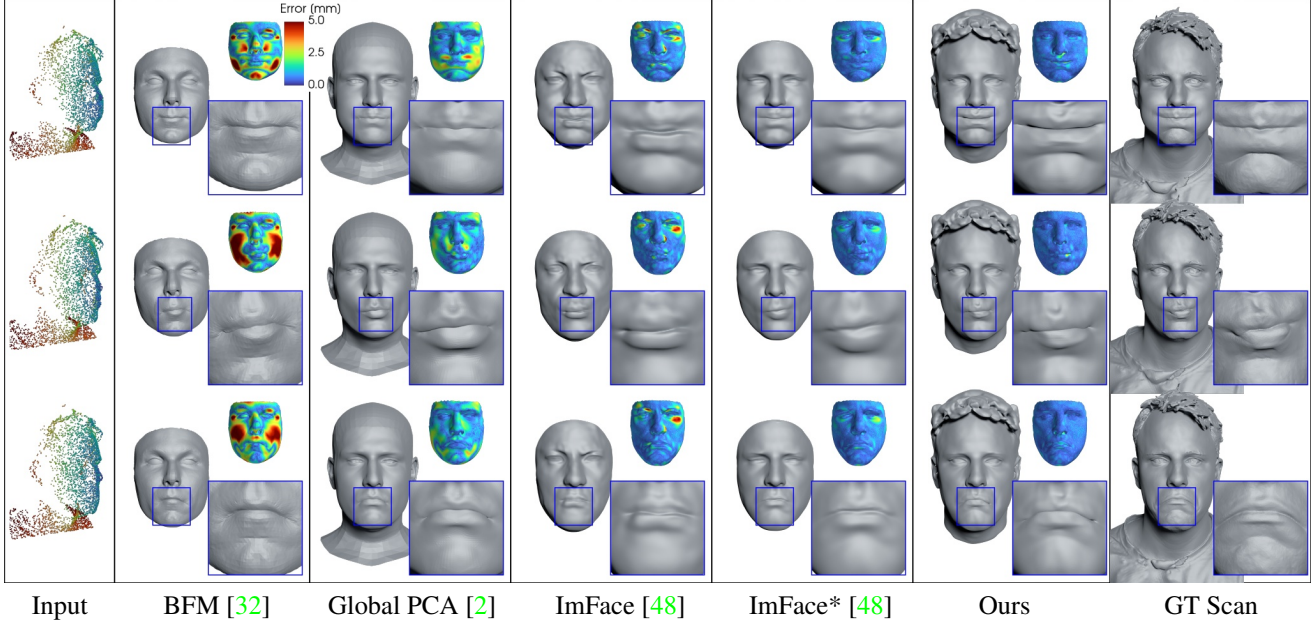 Error (mm)
5.0
2.5
0.0
Input
BFM [32]
Global PCA [2]
ImFace [48]
ImFace* [48]
Ours
GT Scan